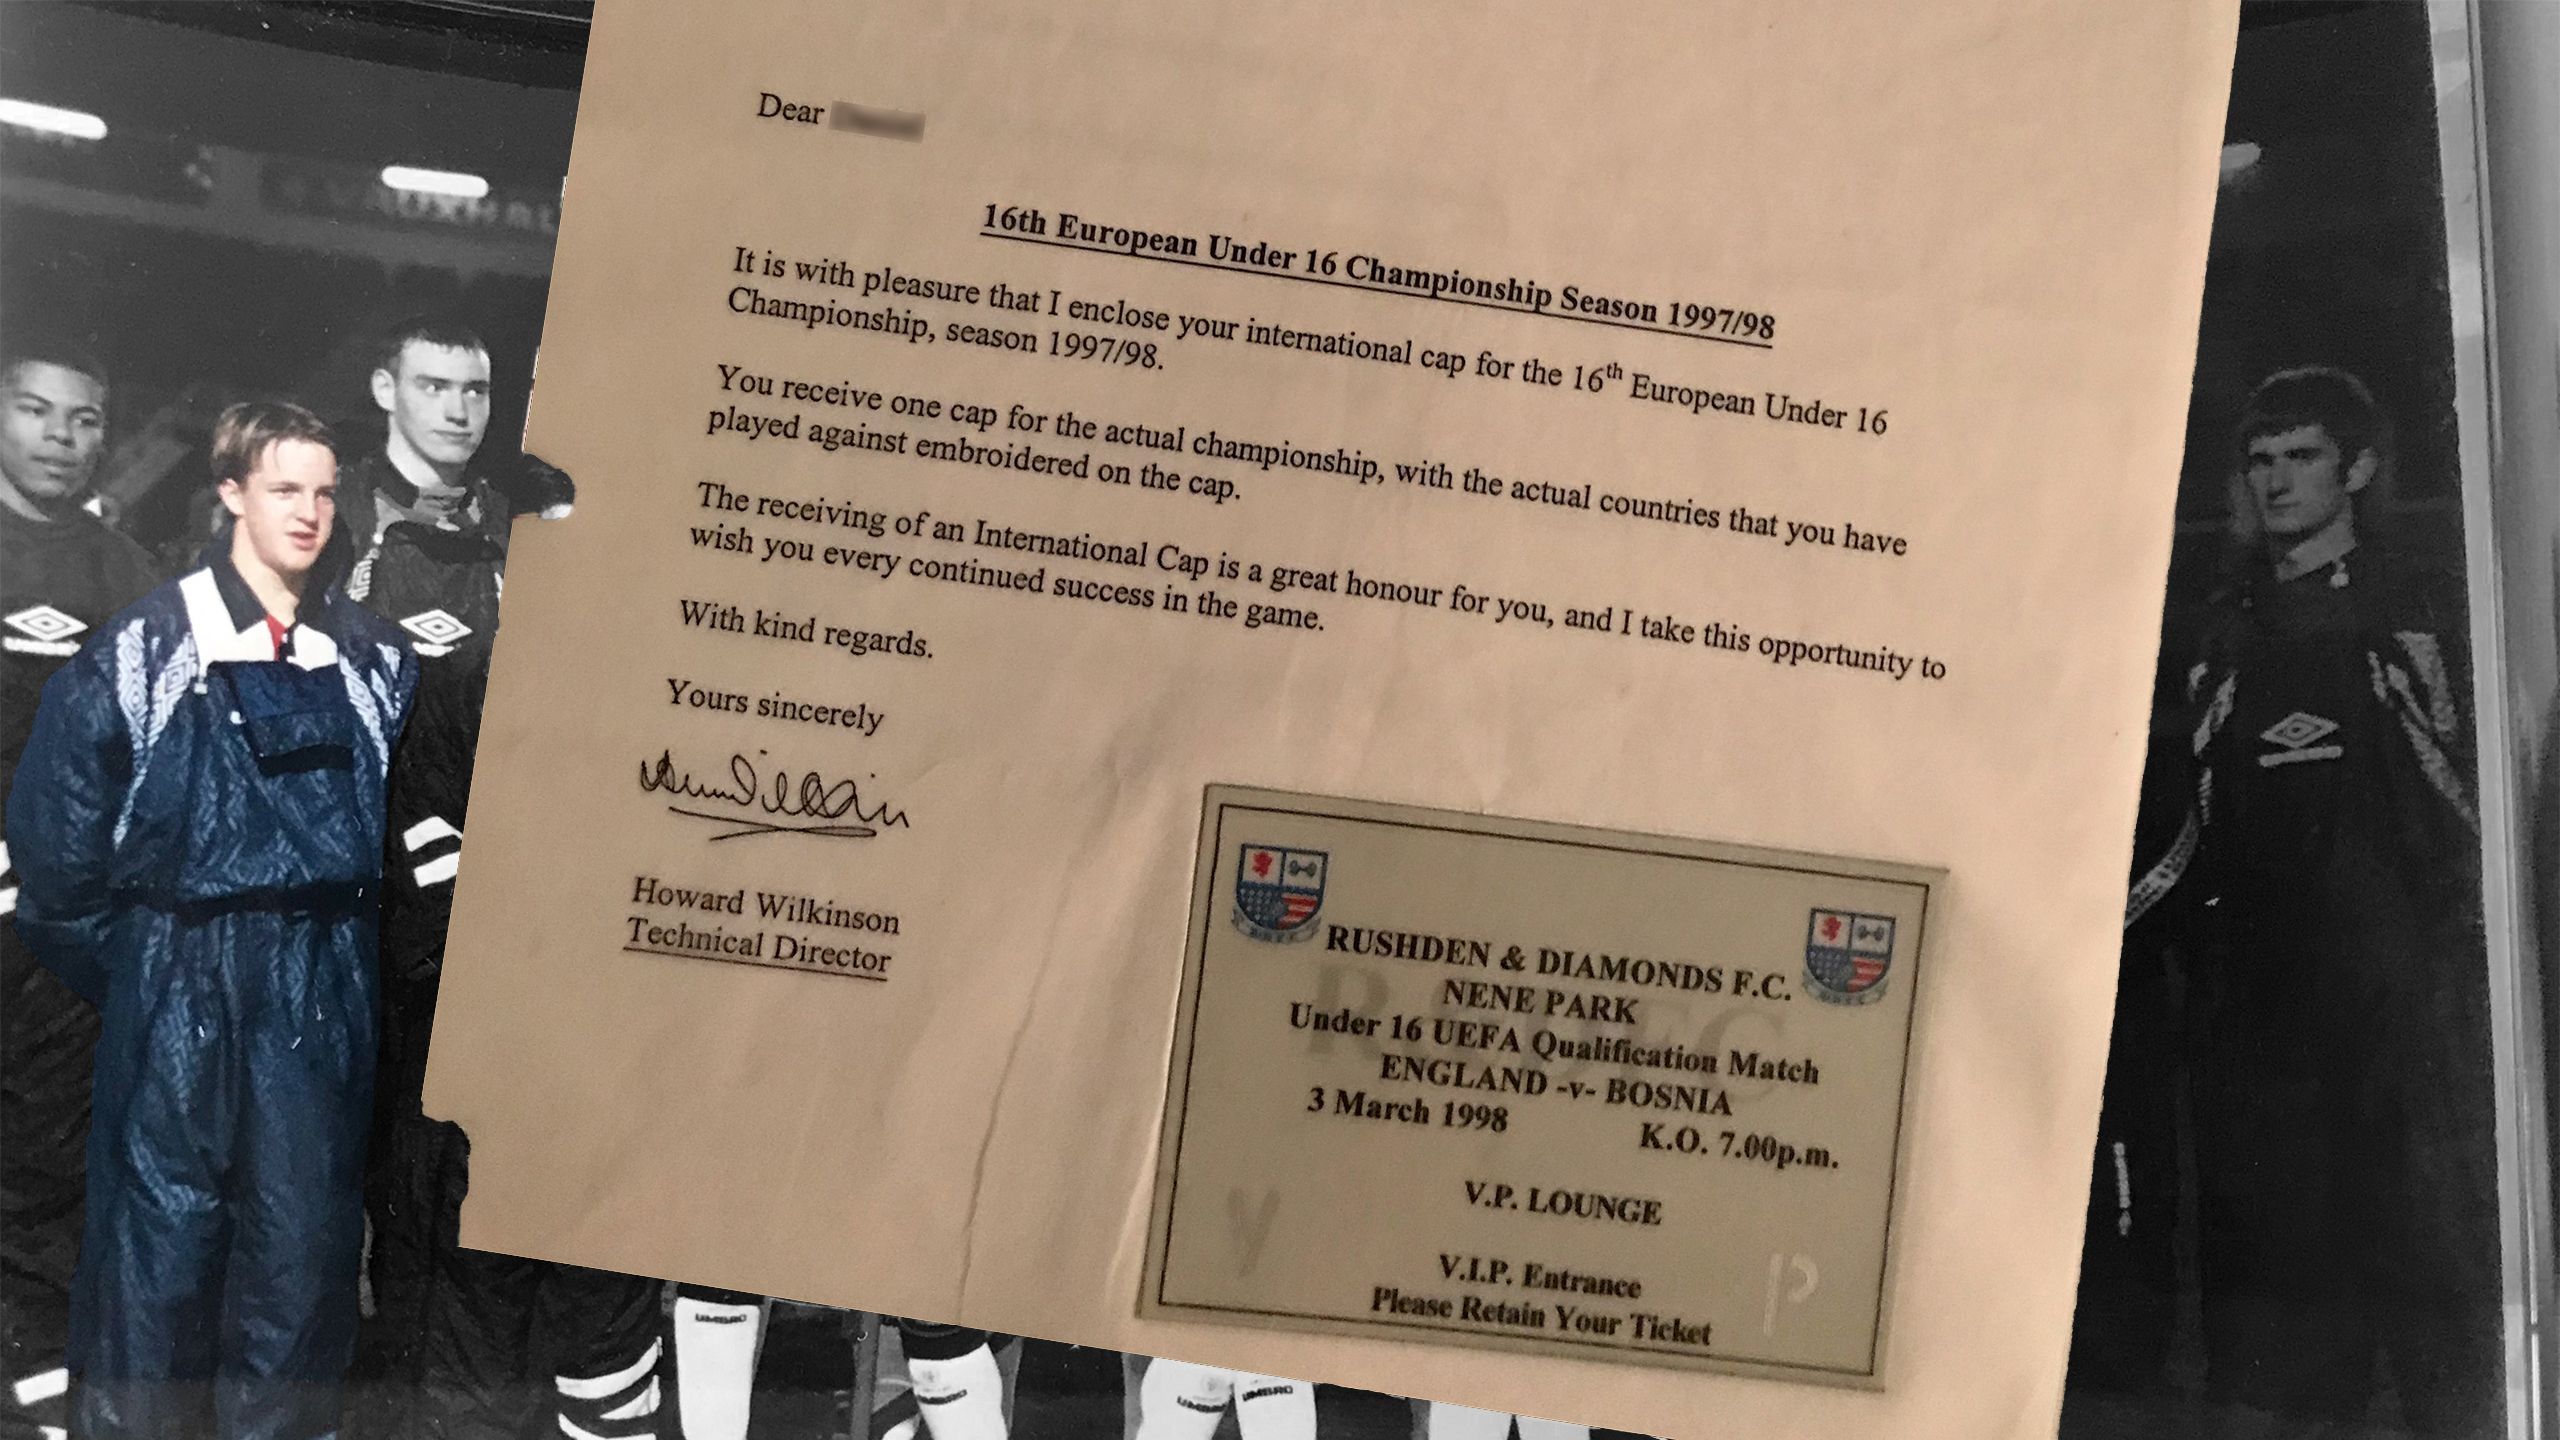 Dear
16th European Under 16 Championship Season 1997/98
It is with pleasure that I enclose your international cap for the 16th European Under 16
Championship, season 1997/98.
You receive one cap for the actual championship, with the actual countries that you have
played against embroidered on the cap.
The receiving of an International Cap is a great honour for you, and I take this opportunity to
wish you every continued success in the game.
With kind regards.
Yours sincerely
Howard Wilkinson
Technical Director
RUSHDEN & DIAMONDS F.C.
NENE PARK
Under 16 UEFA Qualification Match
ENGLAND -v- BOSNIA
3 March 1998 K.O. 7.00p.m.
V.P. LOUNGE
V.I.P. Entrance
Please Retain Your Ticket
V P
UMBRO
UMBRO
UMBRO
UMBRO